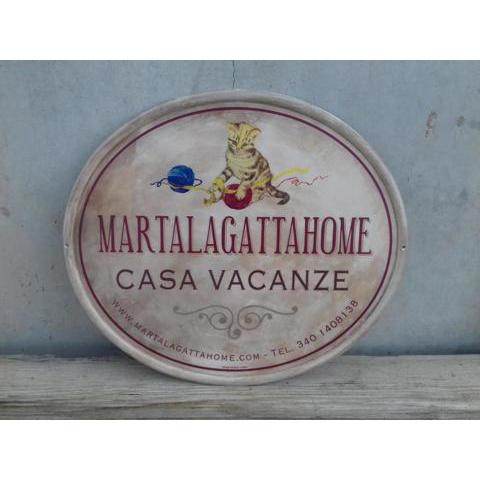 MARTALAGATTAHOME
CASA VACANZE
WWW.MARTALAGATTAHOME.COM - TEL. 340 1408138